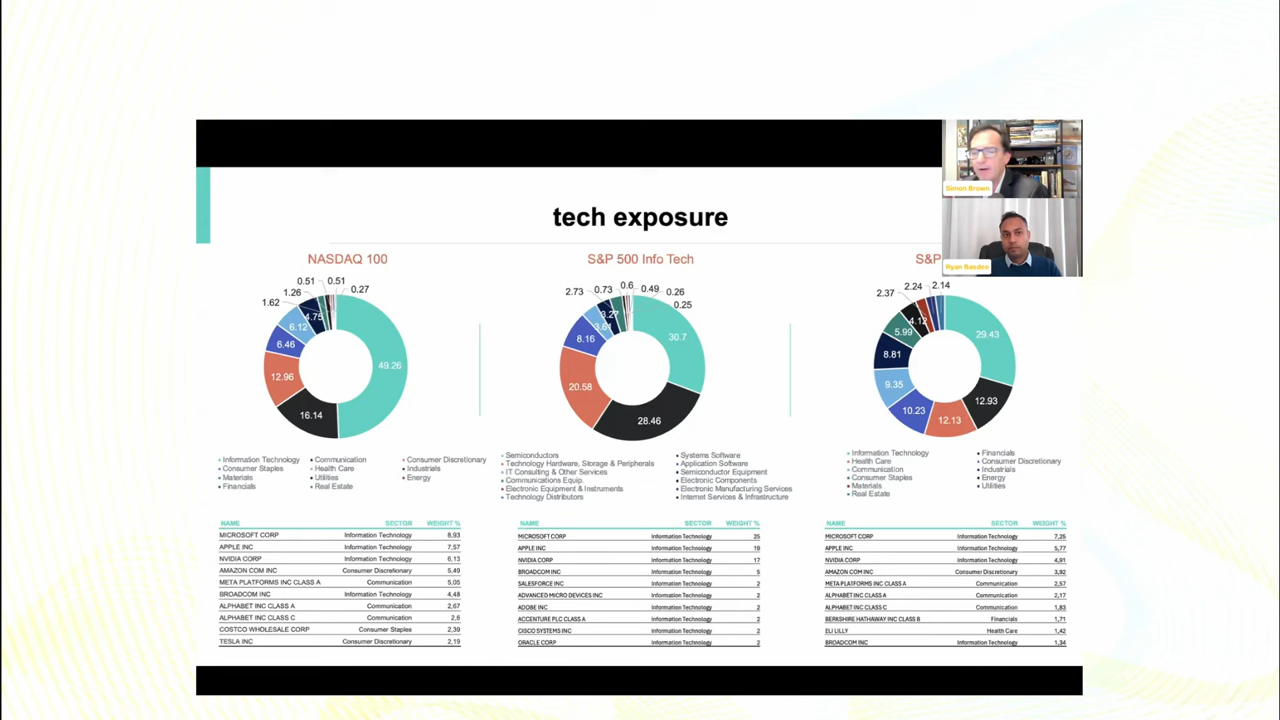 Simon Brown
Ryan Basdeo
tech exposure
NASDAQ 100
0.51
0.51
1.26
0.27
1.62
4.75
6.12
6.46
12.96
16.14
49.26
Information Technology
Communication
Consumer Discretionary
Consumer Staples
Health Care
Industrials
Materials
Utilities
Energy
Financials
Real Estate
NAME SECTOR WEIGHT %
MICROSOFT CORP Information Technology 8,93
APPLE INC Information Technology 7,57
NVIDIA CORP Information Technology 6,13
AMAZON COM INC Consumer Discretionary 5,49
META PLATFORMS INC CLASS A Communication 5,05
BROADCOM INC Information Technology 4,48
ALPHABET INC CLASS A Communication 2,67
ALPHABET INC CLASS C Communication 2,6
COSTCO WHOLESALE CORP Consumer Staples 2,39
TESLA INC Consumer Discretionary 2,19
S&P 500 Info Tech
2.73
0.73
0.6
0.49
0.26
0.25
3.27
3.61
8.16
20.58
28.46
30.7
Semiconductors
Systems Software
Technology Hardware, Storage & Peripherals
Application Software
IT Consulting & Other Services
Semiconductor Equipment
Communications Equip.
Electronic Components
Electronic Equipment & Instruments
Electronic Manufacturing Services
Technology Distributors
Internet Services & Infrastructure
NAME SECTOR WEIGHT %
MICROSOFT CORP Information Technology 25
APPLE INC Information Technology 19
NVIDIA CORP Information Technology 17
BROADCOM INC Information Technology 5
SALESFORCE INC Information Technology 2
ADVANCED MICRO DEVICES INC Information Technology 2
ADOBE INC Information Technology 2
ACCENTURE PLC CLASS A Information Technology 2
CISCO SYSTEMS INC Information Technology 2
ORACLE CORP Information Technology 2
S&P
2.37
2.24
2.14
4.12
5.99
8.81
9.35
10.23
12.13
12.93
29.43
Information Technology
Financials
Health Care
Consumer Discretionary
Communication
Industrials
Consumer Staples
Energy
Materials
Utilities
Real Estate
NAME SECTOR WEIGHT %
MICROSOFT CORP Information Technology 7,25
APPLE INC Information Technology 5,77
NVIDIA CORP Information Technology 4,91
AMAZON COM INC Consumer Discretionary 3,92
META PLATFORMS INC CLASS A Communication 2,57
ALPHABET INC CLASS A Communication 2,17
ALPHABET INC CLASS C Communication 1,83
BERKSHIRE HATHAWAY INC CLASS B Financials 1,71
ELI LILLY Health Care 1,42
BROADCOM INC Information Technology 1,34